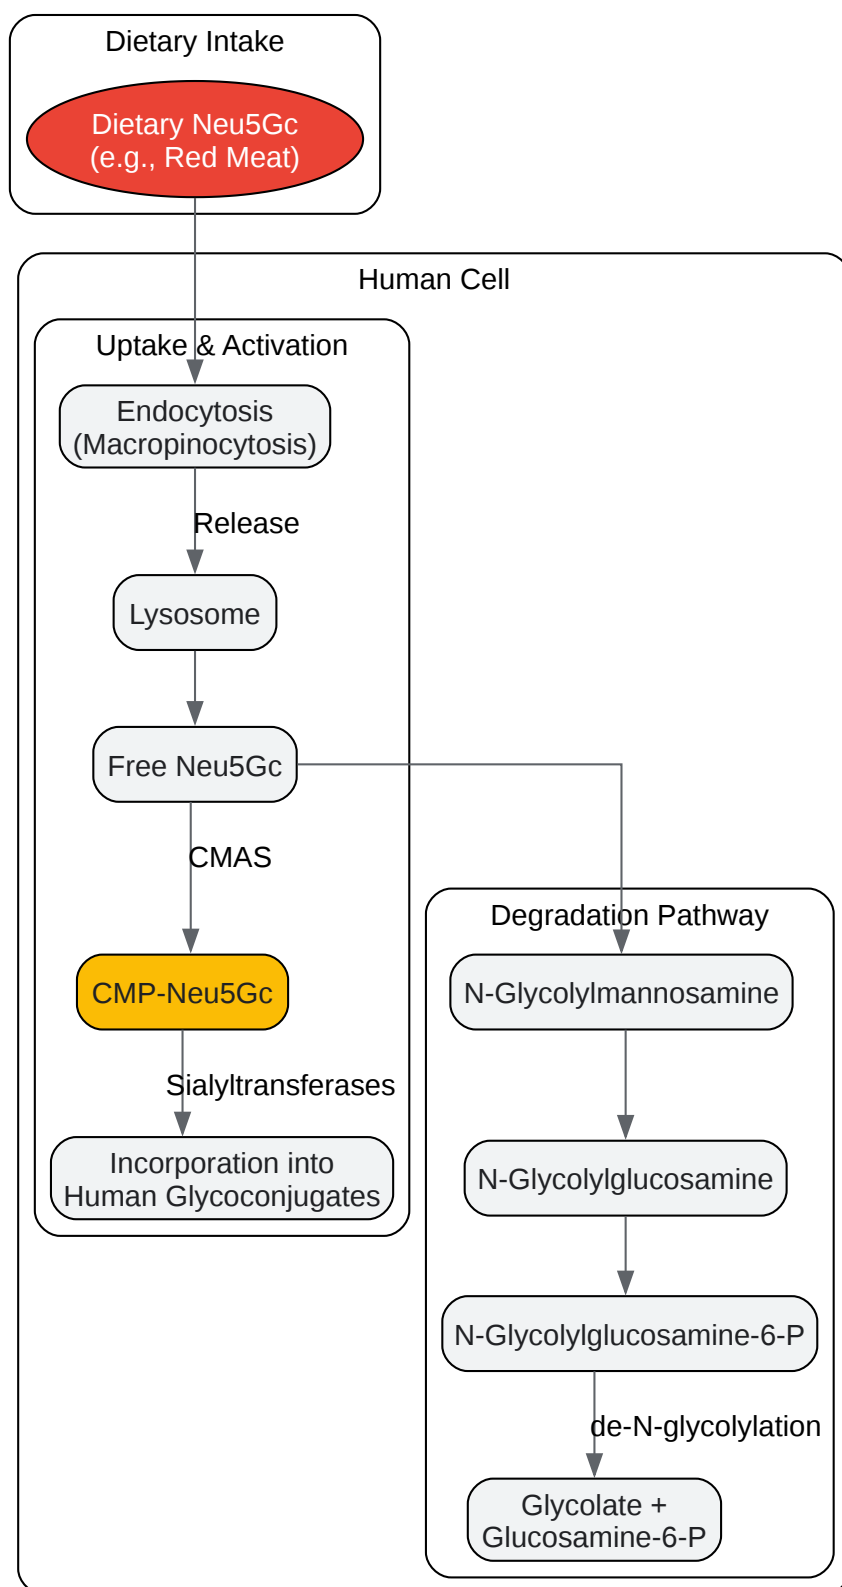 Dietary Intake
Dietary Neu5Gc
(e.g., Red Meat)
Human Cell
Uptake & Activation
Endocytosis
(Macropinocytosis)
Release
Lysosome
Free Neu5Gc
CMAS
CMP-Neu5Gc
Sialyltransferases
Incorporation into
Human Glycoconjugates
Degradation Pathway
N-Glycolylmannosamine
N-Glycolylglucosamine
N-Glycolylglucosamine-6-P
de-N-glycolylation
Glycolate +
Glucosamine-6-P